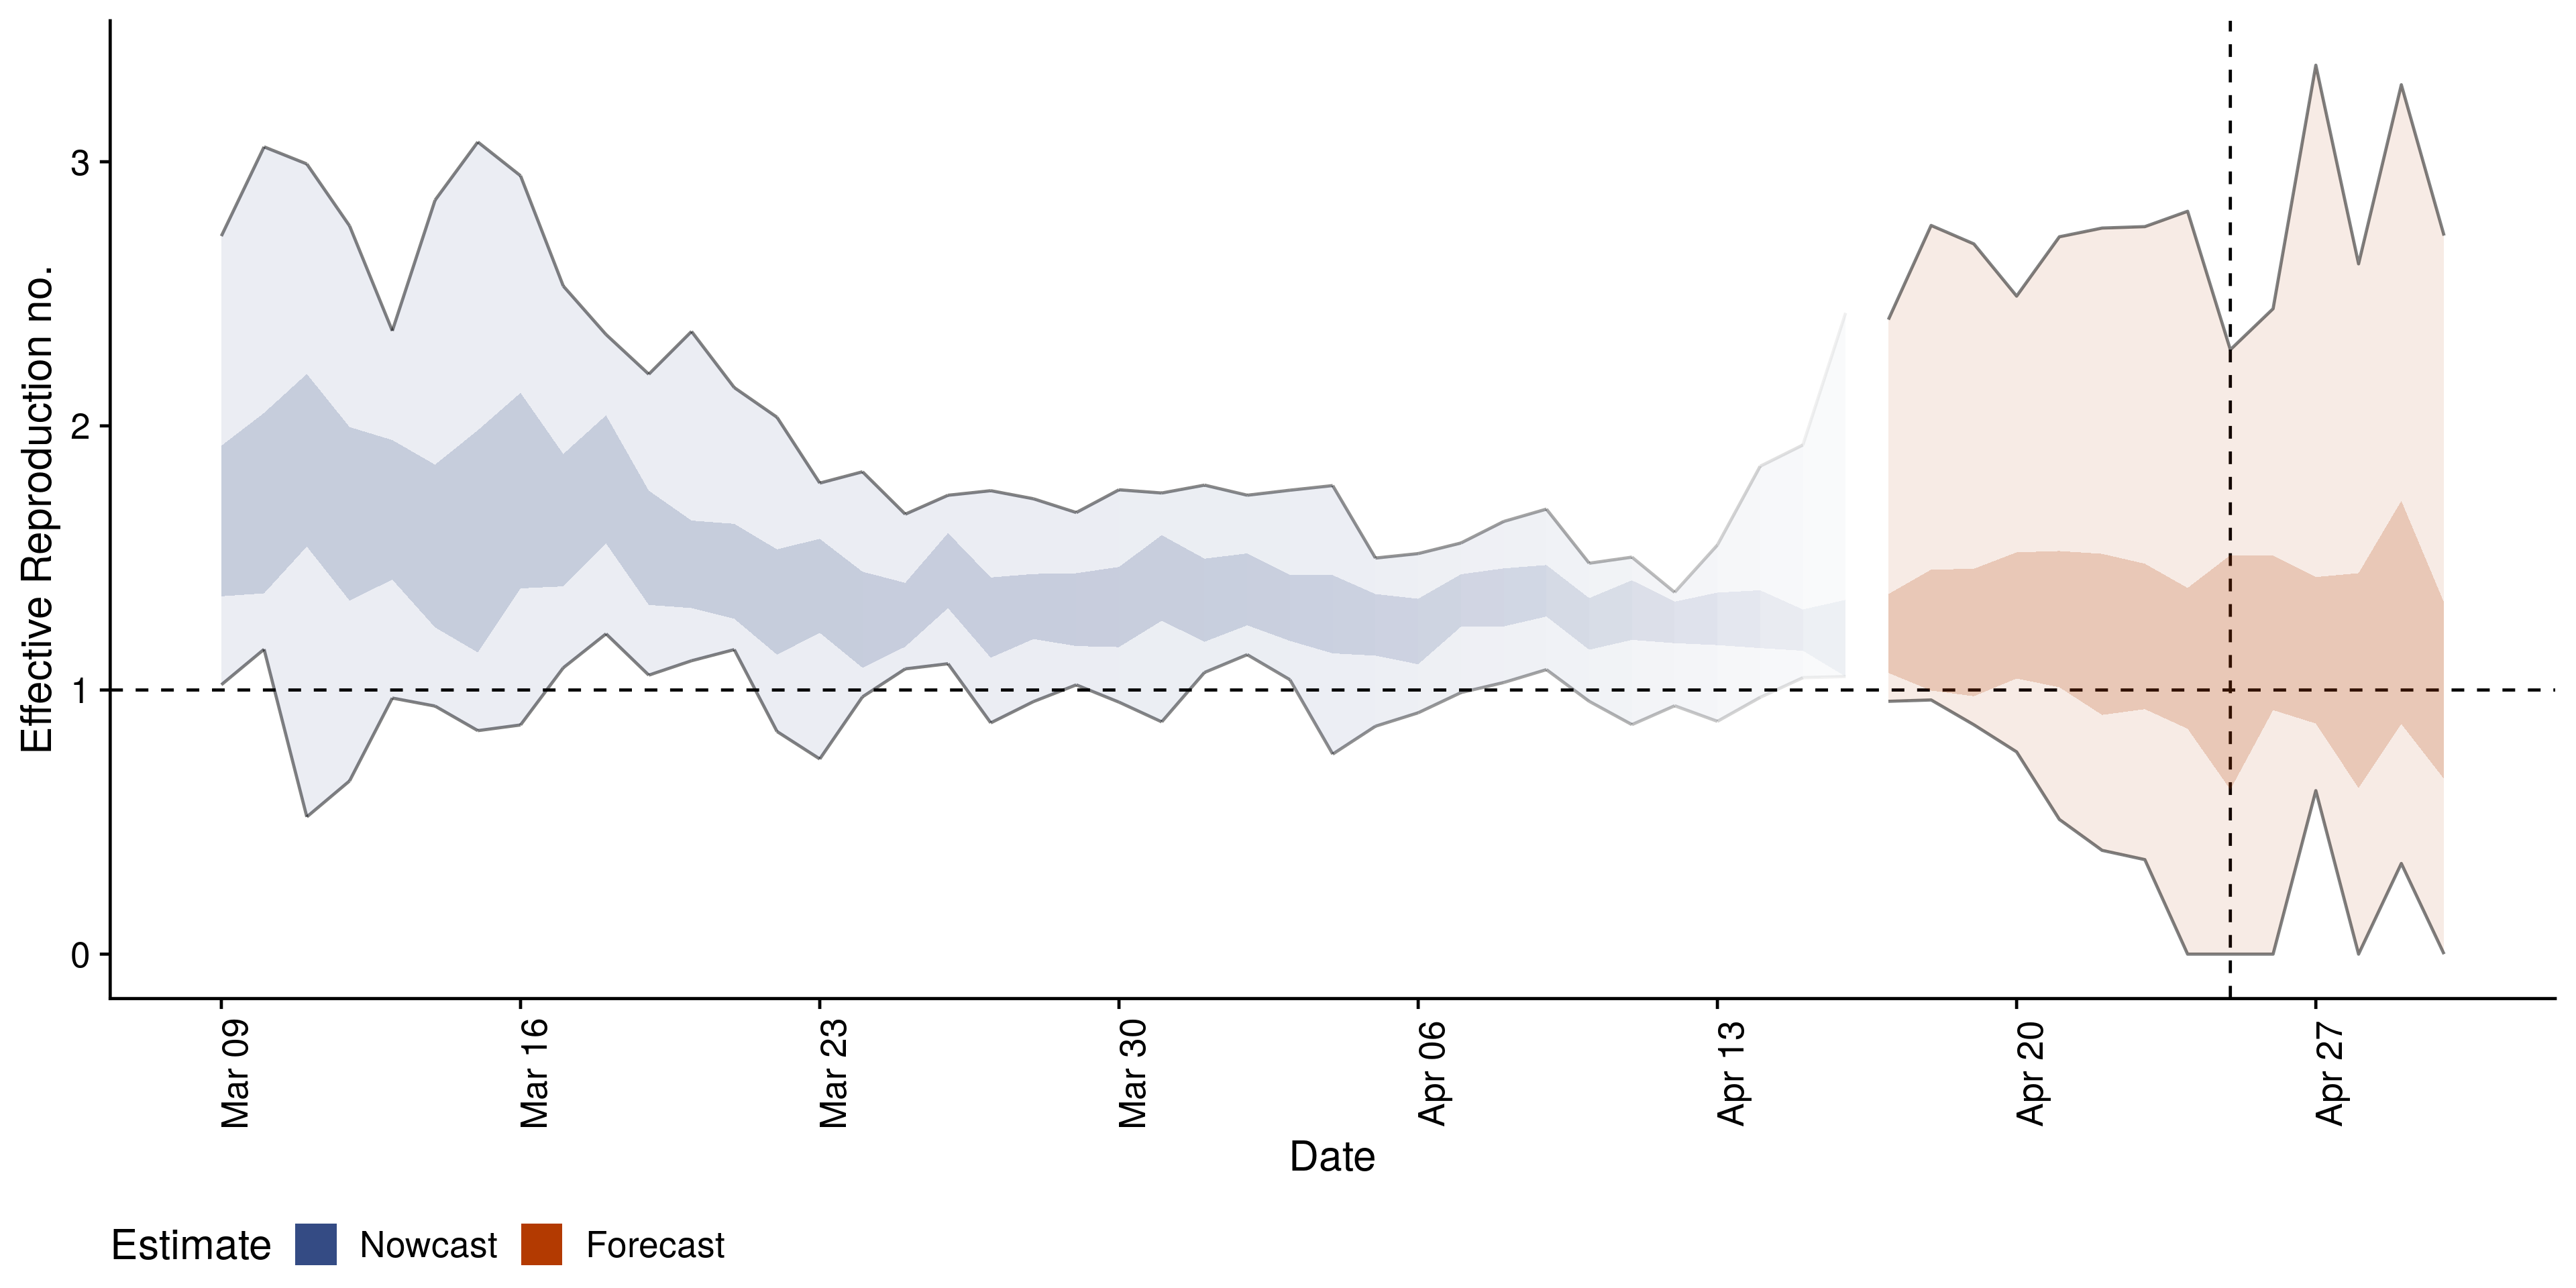 Effective Reproduction no.
3
2
1
0
Mar 09
Mar 16
Mar 23
Mar 30
Apr 06
Apr 13
Apr 20
Apr 27
Date
Estimate Nowcast Forecast